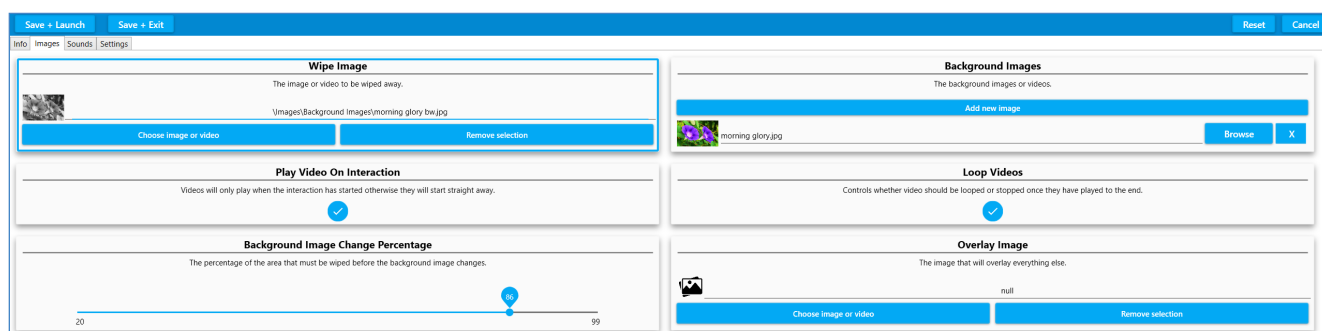 Save + Launch
Save + Exit
Reset
Cancel
Info
Images
Sounds
Settings
Wipe Image
The image or video to be wiped away.
\Images\Background Images\morning glory bw.jpg
Choose image or video
Remove selection
Background Images
The background images or videos.
Add new image
morning glory.jpg
Browse
X
Play Video On Interaction
Videos will only play when the interaction has started otherwise they will start straight away.
Loop Videos
Controls whether video should be looped or stopped once they have played to the end.
Background Image Change Percentage
The percentage of the area that must be wiped before the background image changes.
86
20
99
Overlay Image
The image that will overlay everything else.
null
Choose image or video
Remove selection